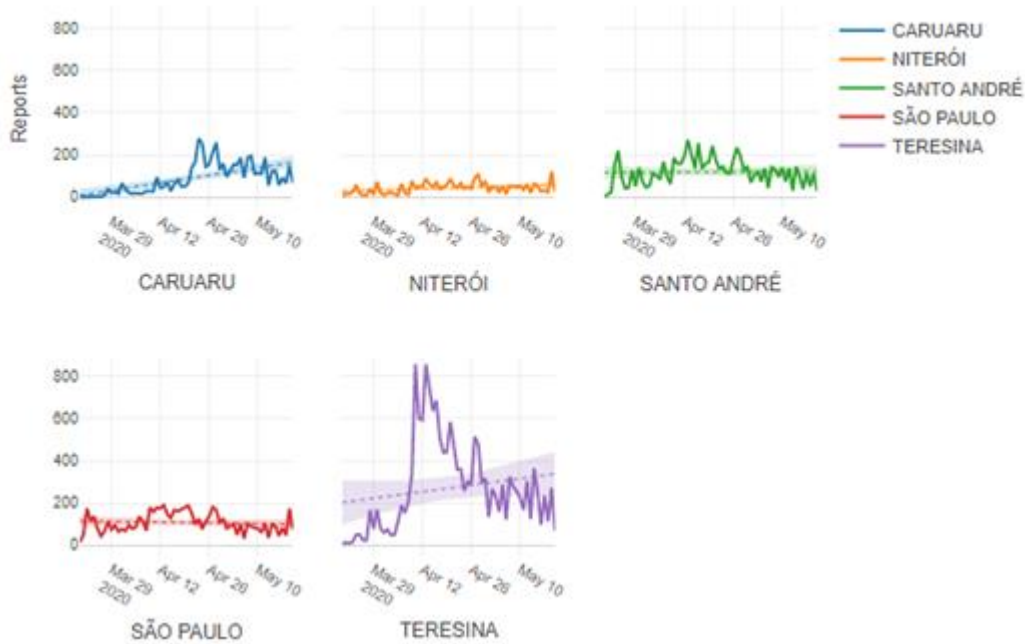 Reports
800
600
400
200
0
Mar 29
2020
Apr 12
Apr 26
May 10
CARUARU
Mar 29
2020
Apr 12
Apr 26
May 10
NITERÓI
Mar 29
2020
Apr 12
Apr 26
May 10
SANTO ANDRÉ
CARUARU
NITERÓI
SANTO ANDRÉ
SÃO PAULO
TERESINA
800
600
400
200
0
Mar 29
2020
Apr 12
Apr 26
May 10
SÃO PAULO
Mar 29
2020
Apr 12
Apr 26
May 10
TERESINA